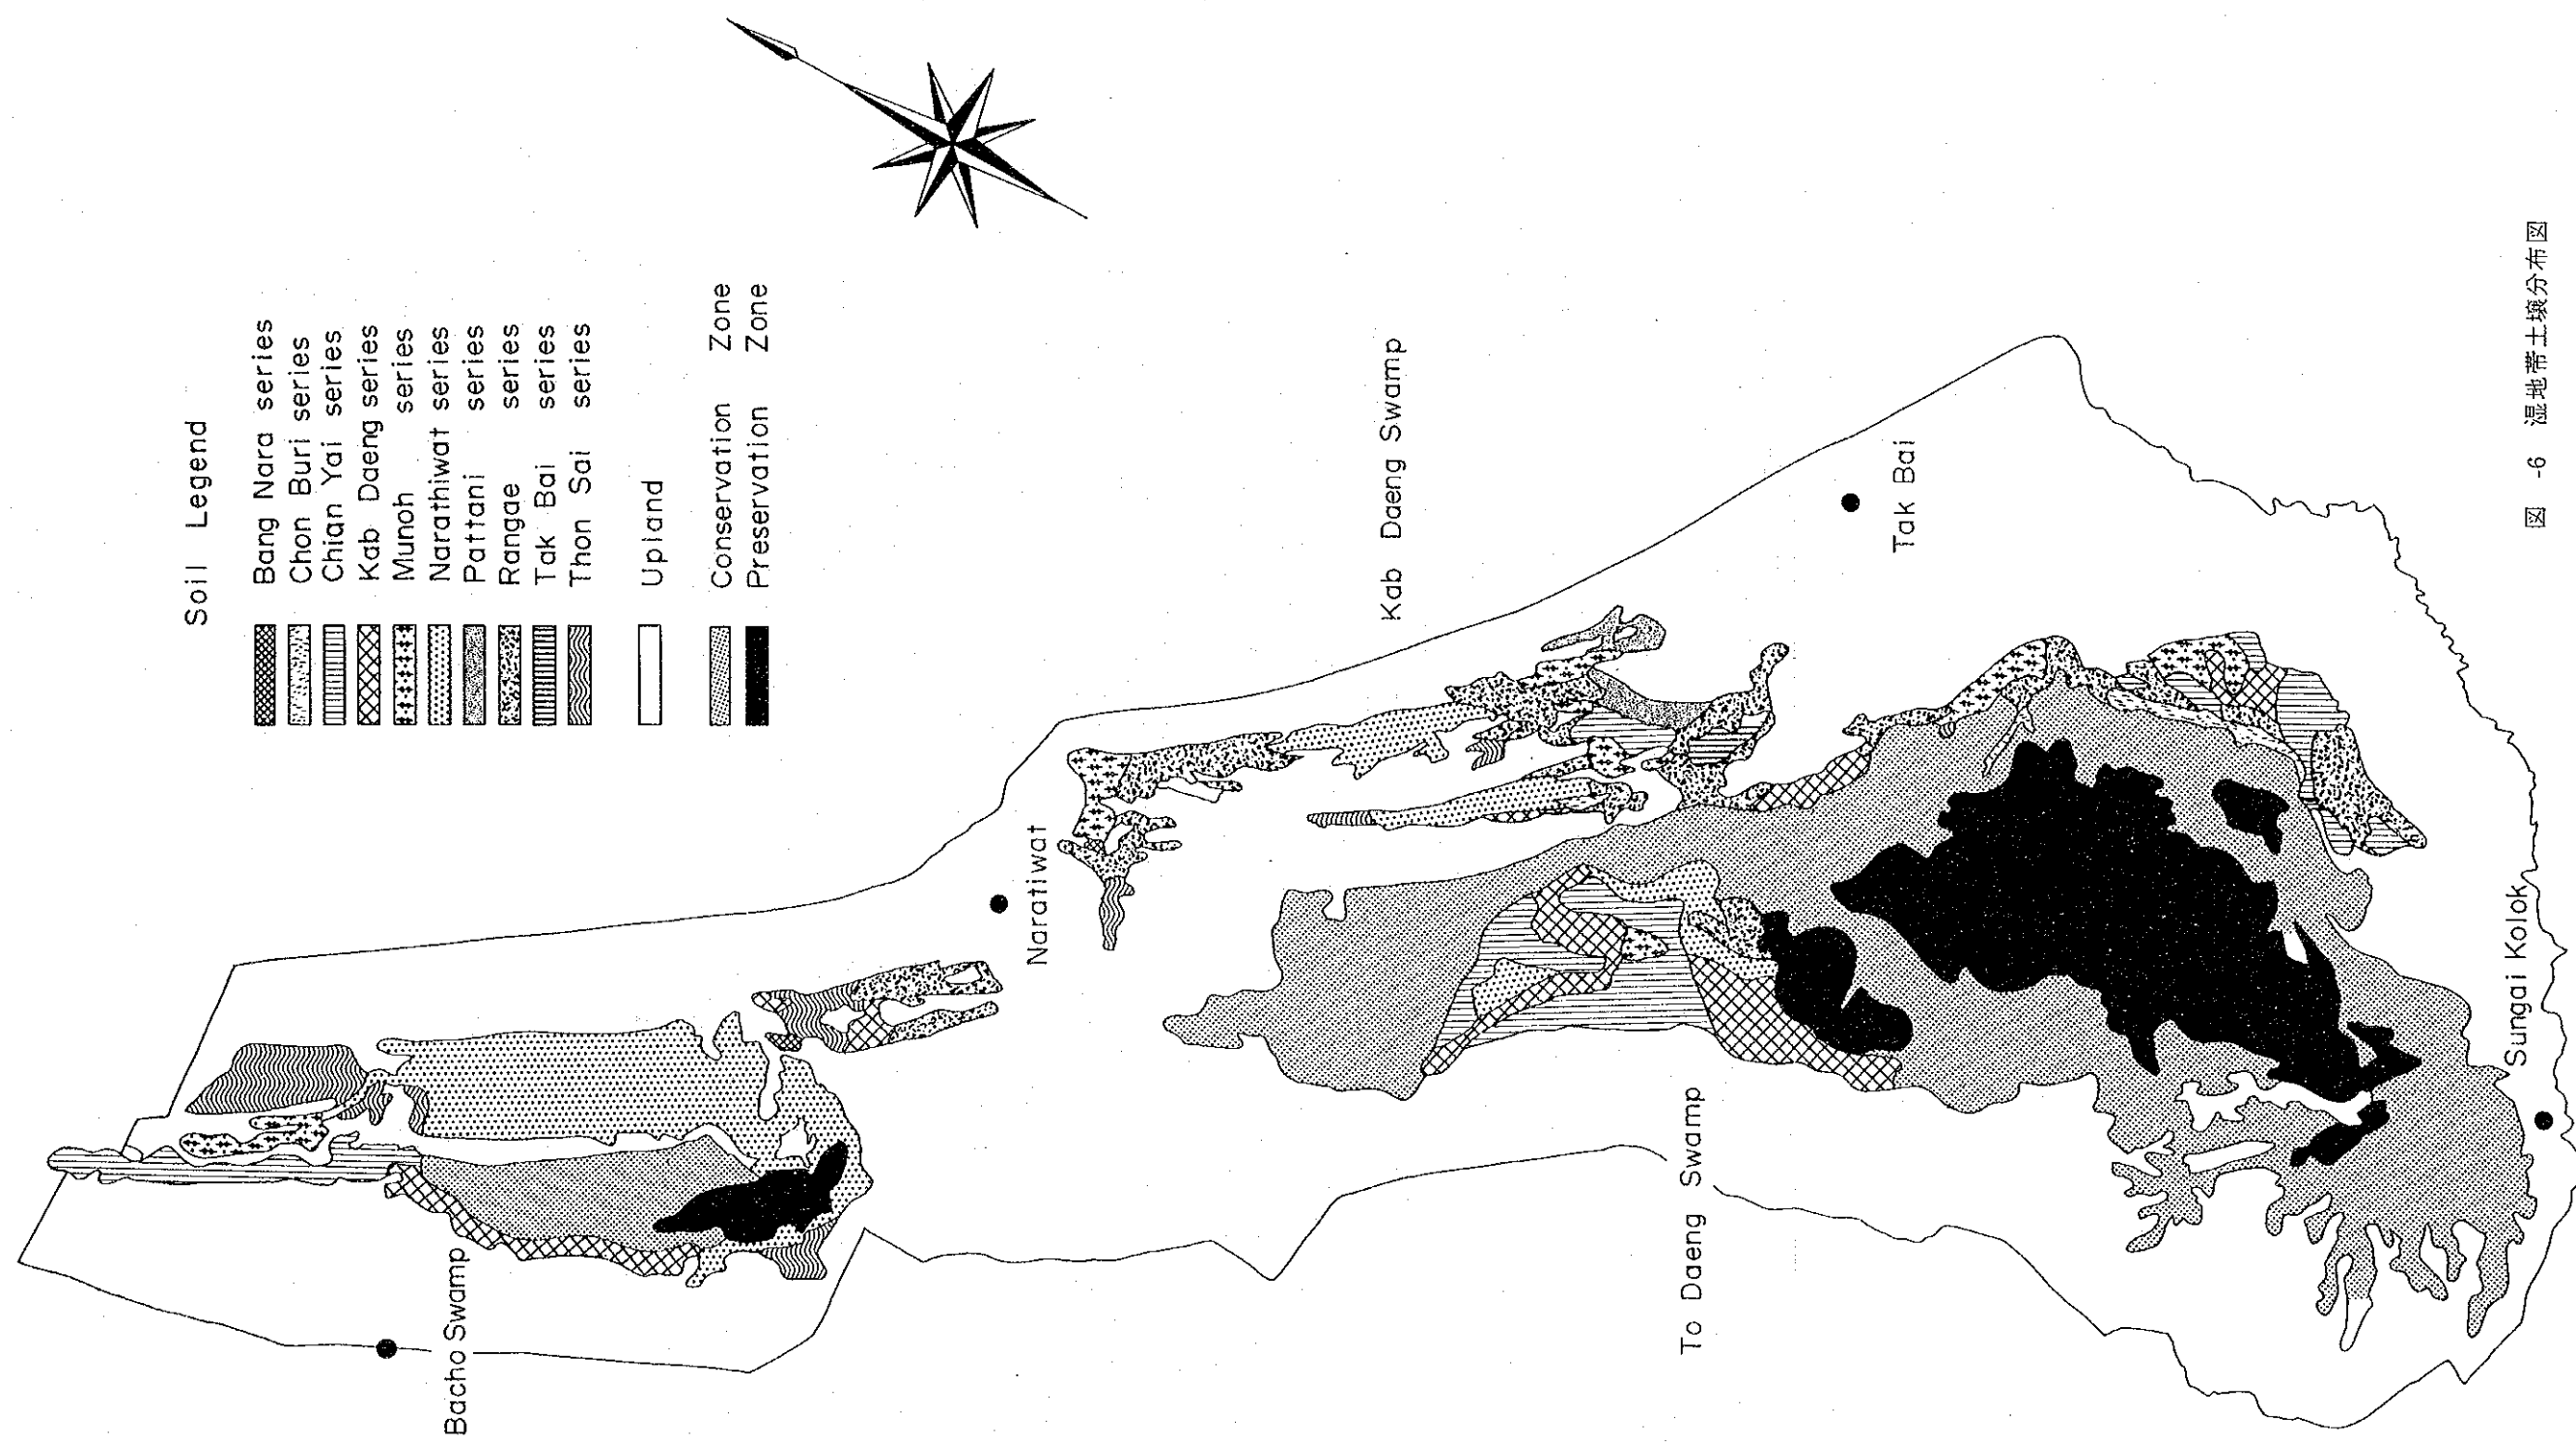 Soil Legend
Bang Nara series
Chon Buri series
Chian Yai series
Kab Daeng series
Munoh series
Narathiwat series
Pattani series
Rangae series
Tak Bai series
Thon Sai series
Upland
Conservation Zone
Preservation Zone
Bacho Swamp
Naratiwat
Kab Daeng Swamp
To Daeng Swamp
Tak Bai
Sungai Kolok
図 -6 湿地帯土壌分布図